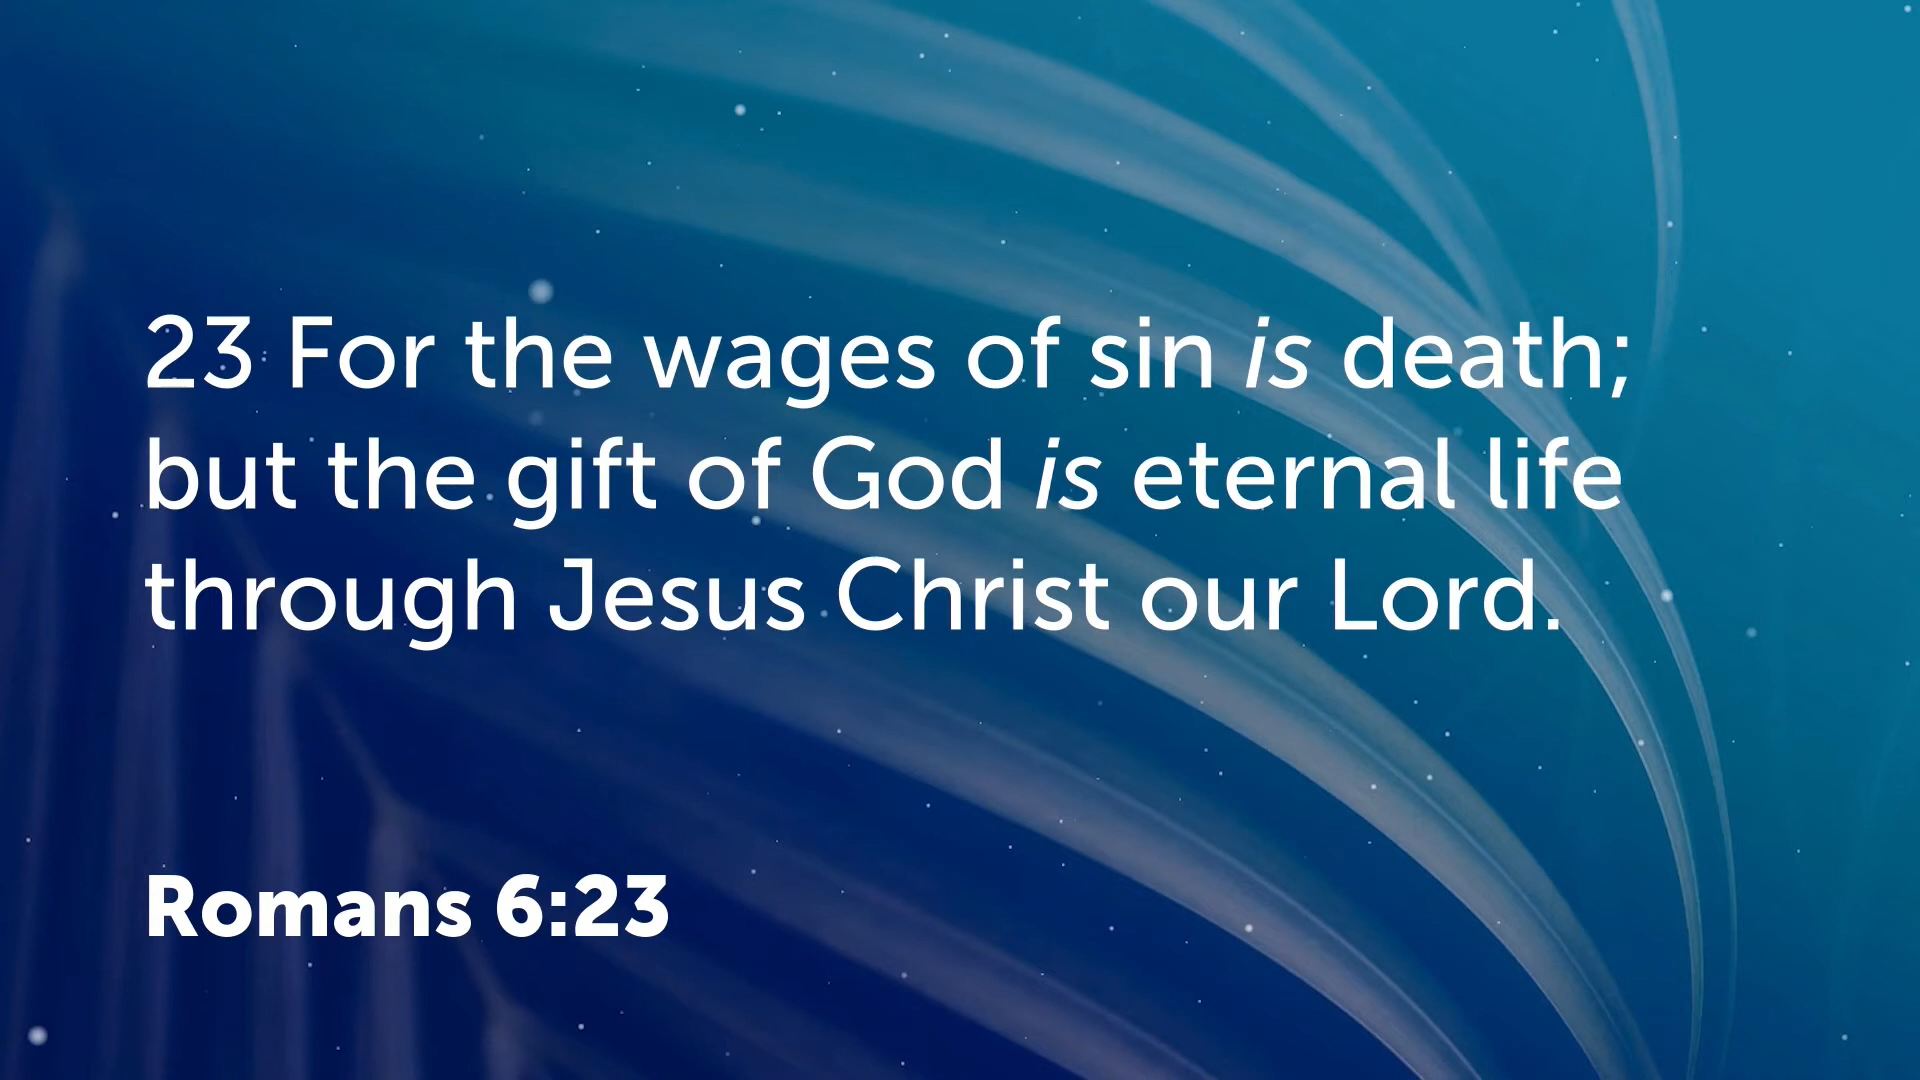 23 For the wages of sin is death;
but the gift of God is eternal life
through Jesus Christ our Lord.
Romans 6:23